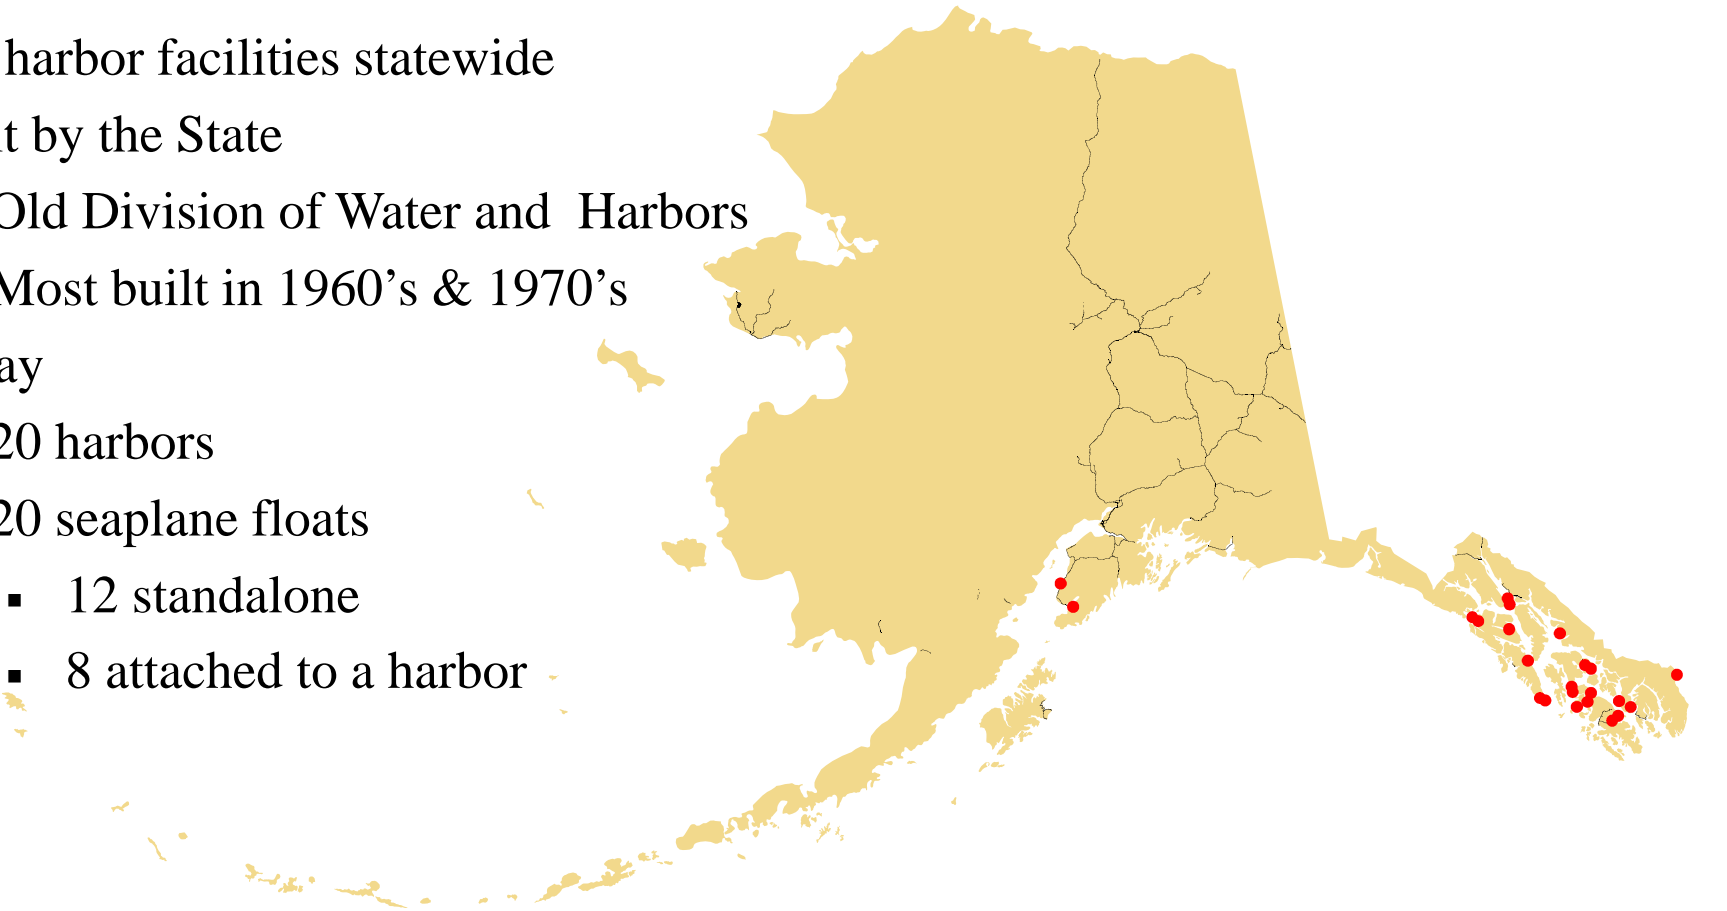 harbor facilities statewide
t by the State
Old Division of Water and  Harbors
Most built in 1960’s & 1970’s
ay
20 harbors
20 seaplane floats
▪ 12 standalone
▪ 8 attached to a harbor